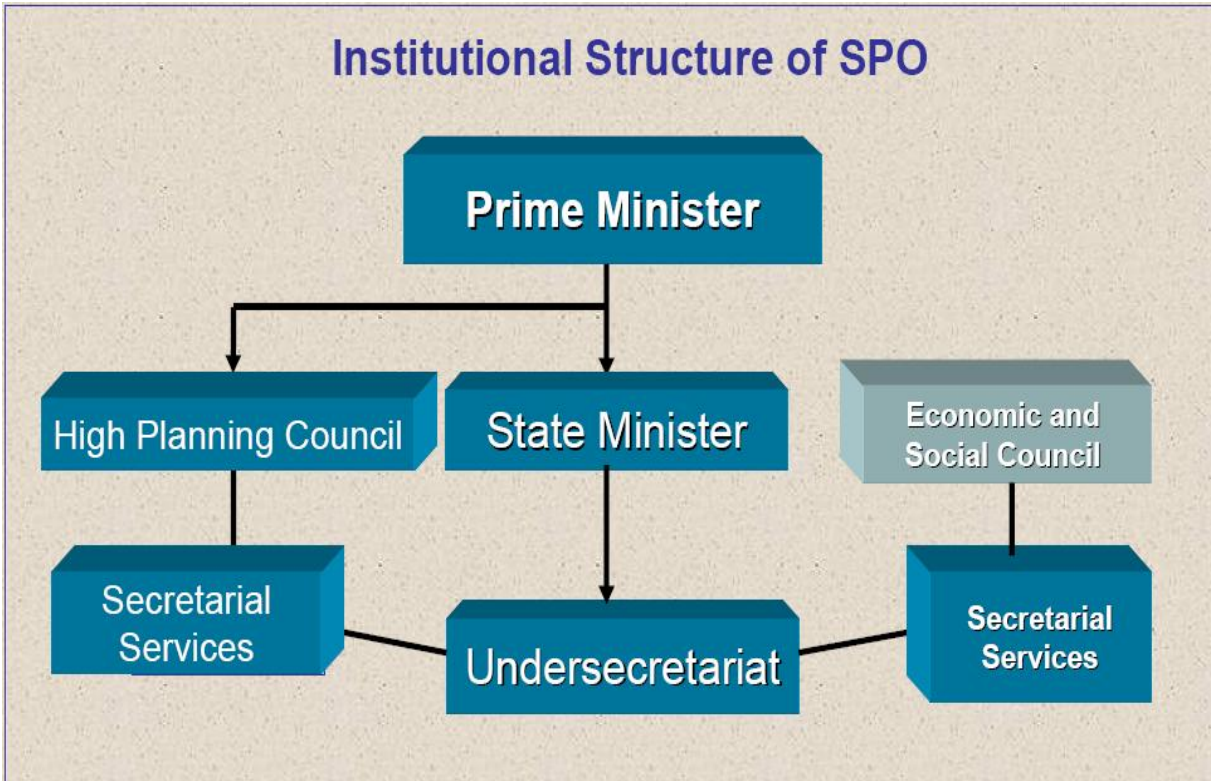 Institutional Structure of SPO
Prime Minister
High Planning Council
State Minister
Economic and
Social Council
Secretarial
Services
Undersecretariat
Secretarial
Services